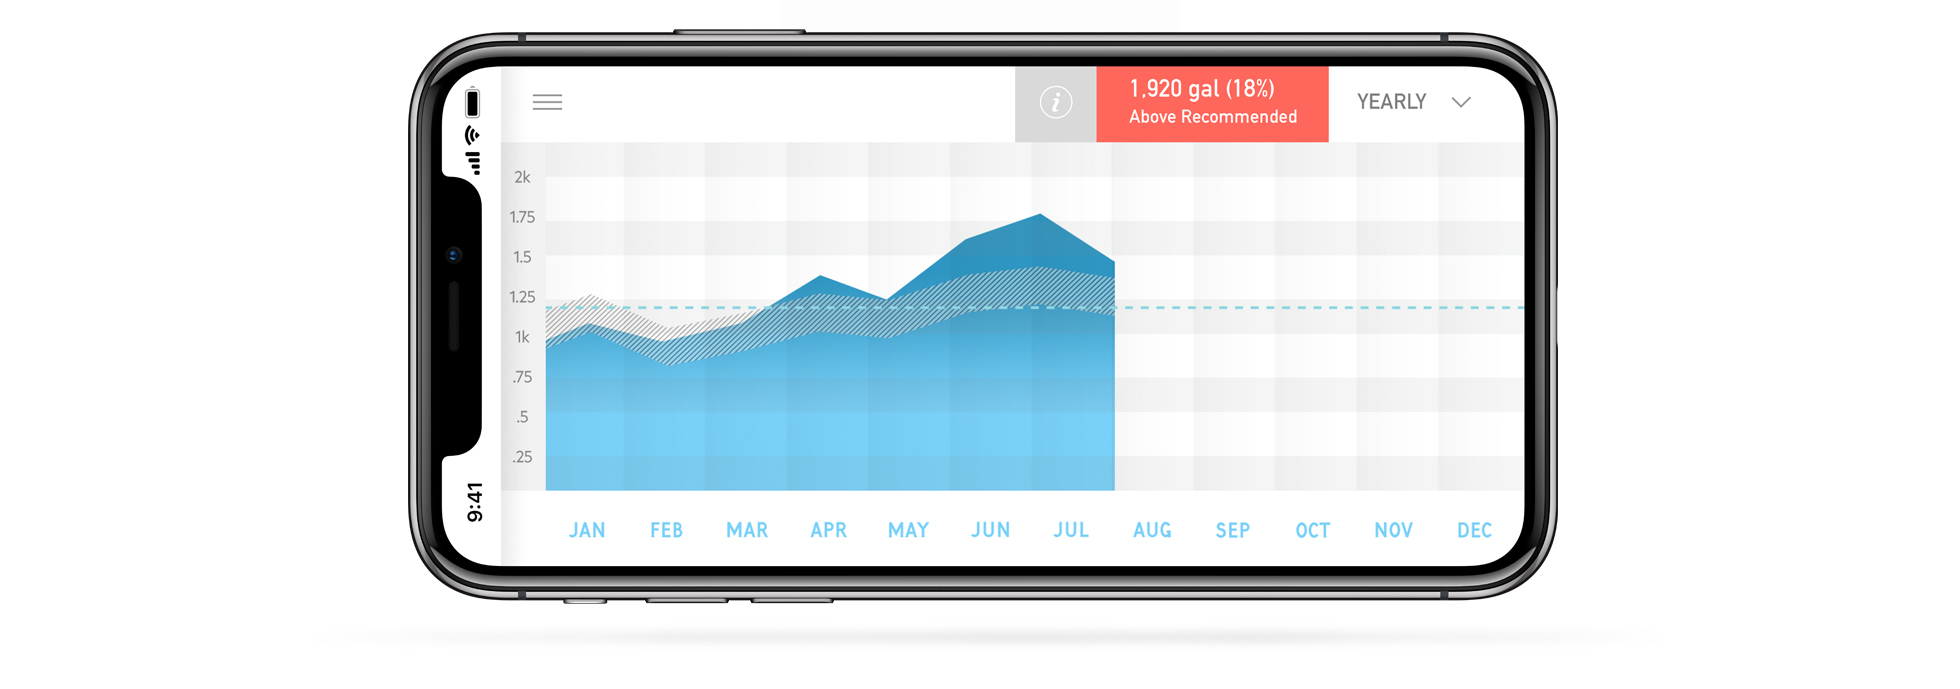 9:41
1,920 gal (18%)
Above Recommended
YEARLY
2k
1.75
1.5
1.25
1k
.75
.5
.25
JAN FEB MAR APR MAY JUN JUL AUG SEP OCT NOV DEC